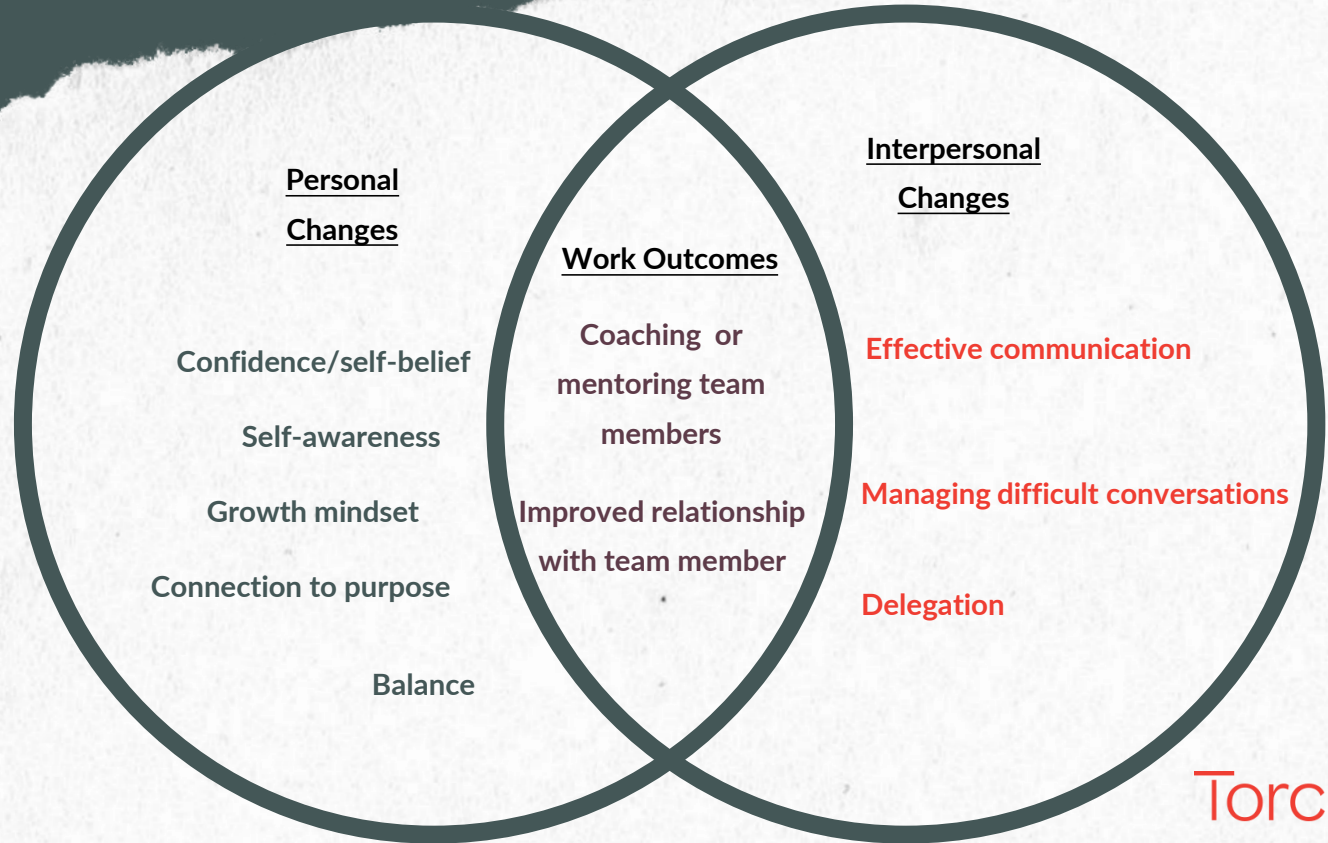 Personal
Changes
Confidence/self-belief
Self-awareness
Growth mindset
Connection to purpose
Balance
Work Outcomes
Coaching or
mentoring team
members
Improved relationship
with team member
Interpersonal
Changes
Effective communication
Managing difficult conversations
Delegation
Torc